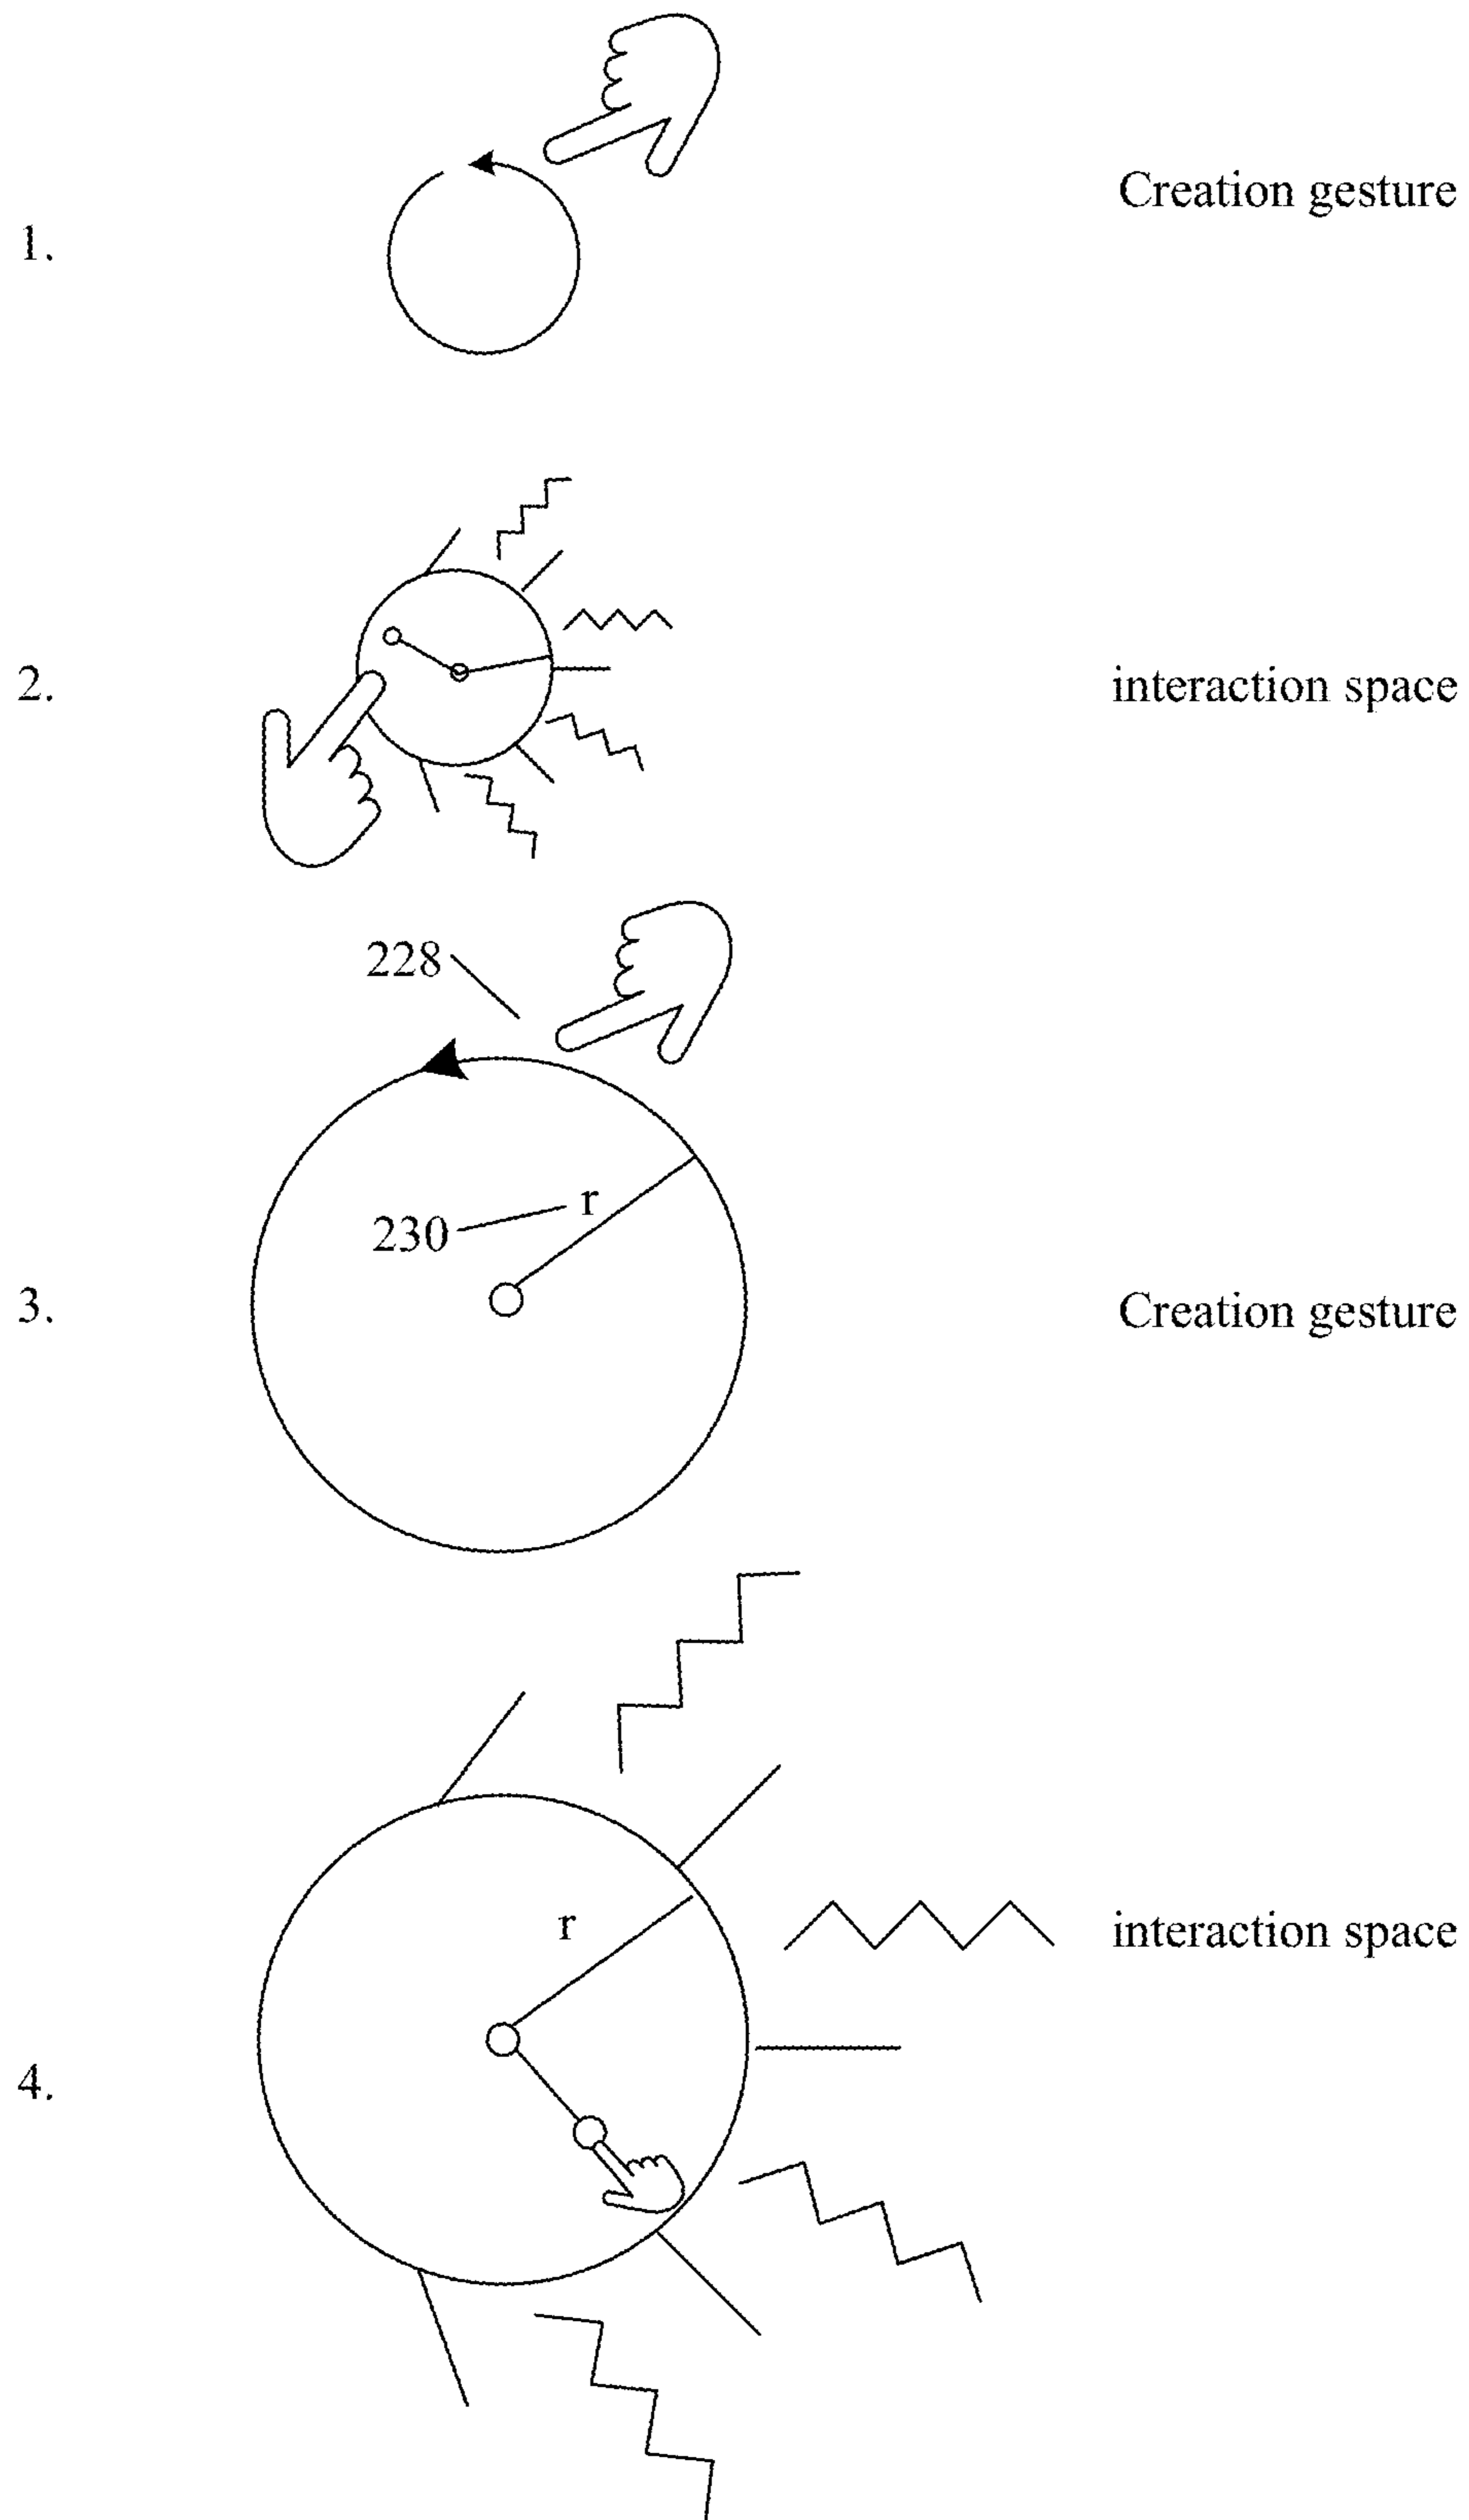 Creation gesture
1.
2.
interaction space
228
r
230
3.
Creation gesture
r
interaction space
4.